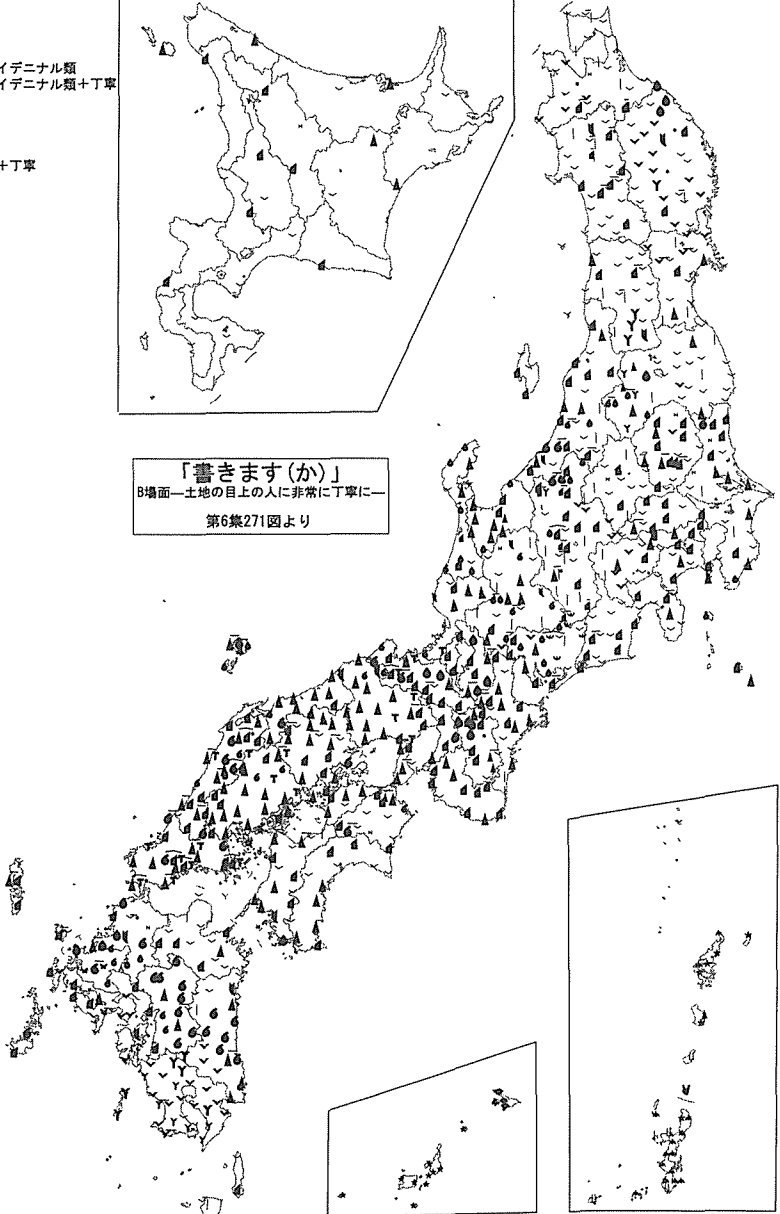 イデニナル類
イデニナル類+丁寧
+丁寧
「書きます(か)」
B場面―土地の目上の人に非常に丁寧に―
第6集271図より